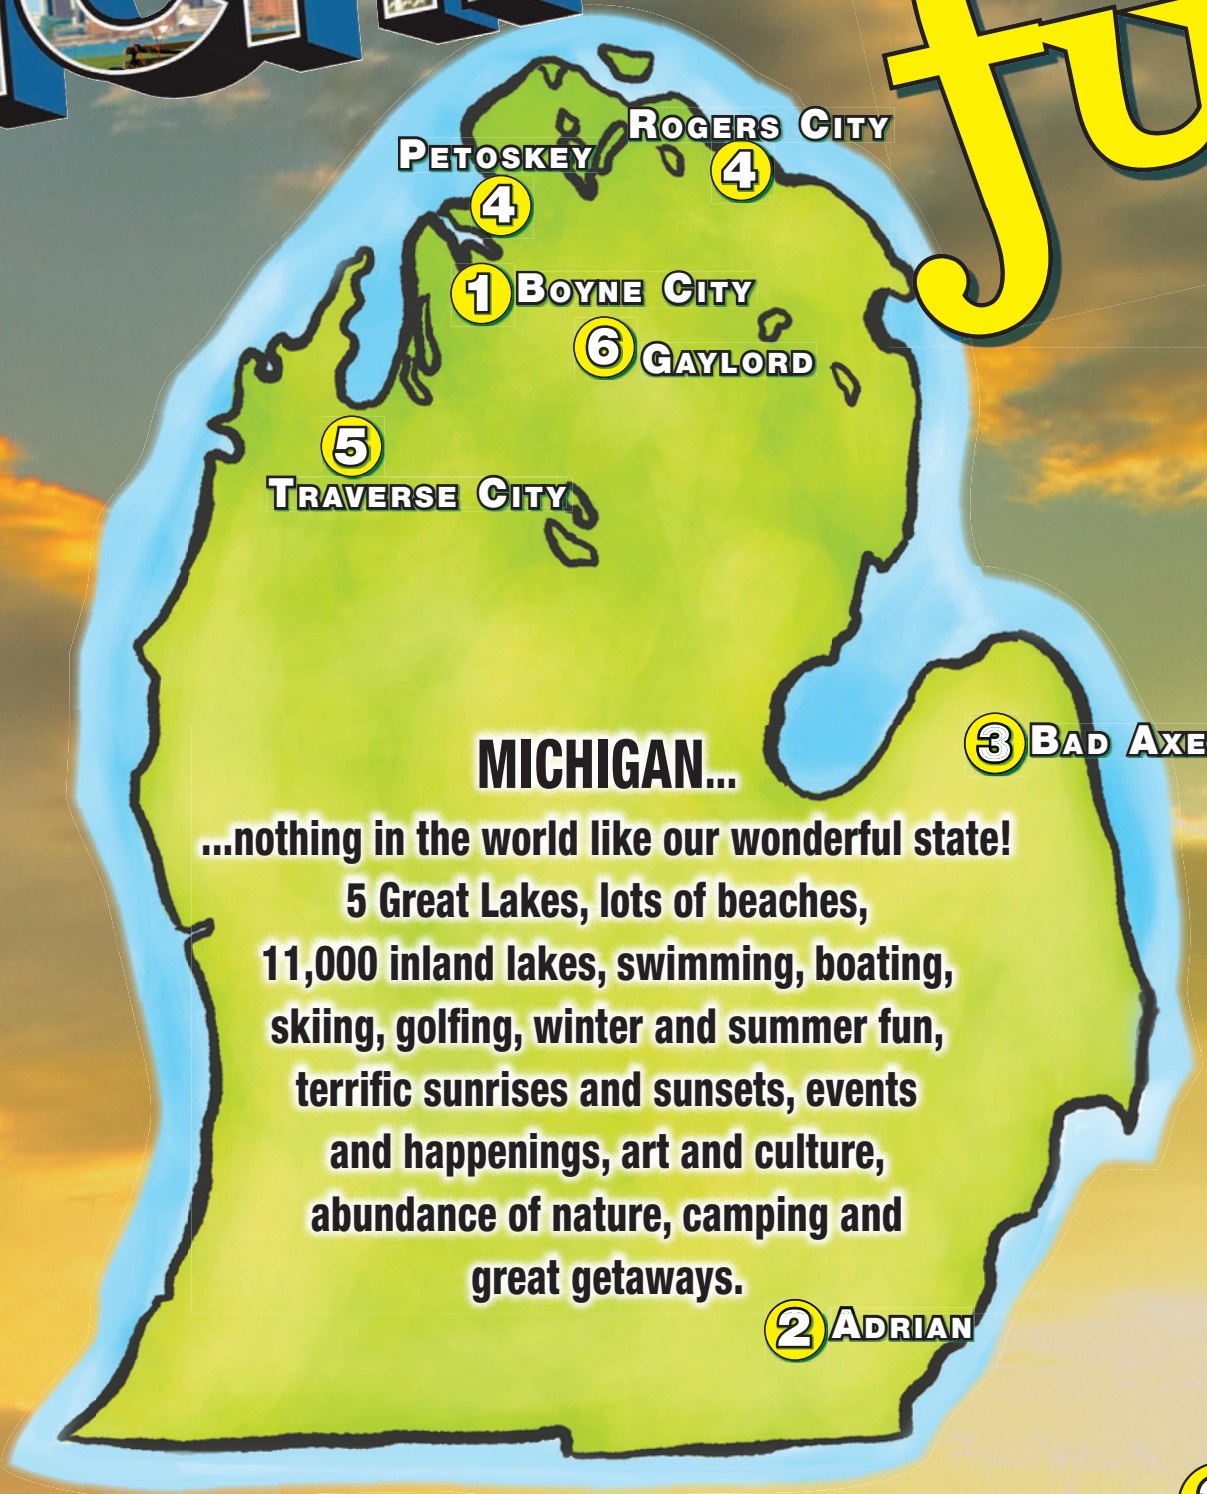 fu
ROGERS CITY
4
PETOSKEY
4
1 BOYNE CITY
6 GAYLORD
5
TRAVERSE CITY
3 BAD AXE
MICHIGAN...
...nothing in the world like our wonderful state!
5 Great Lakes, lots of beaches,
11,000 inland lakes, swimming, boating,
skiing, golfing, winter and summer fun,
terrific sunrises and sunsets, events
and happenings, art and culture,
abundance of nature, camping and
great getaways.
2 ADRIAN